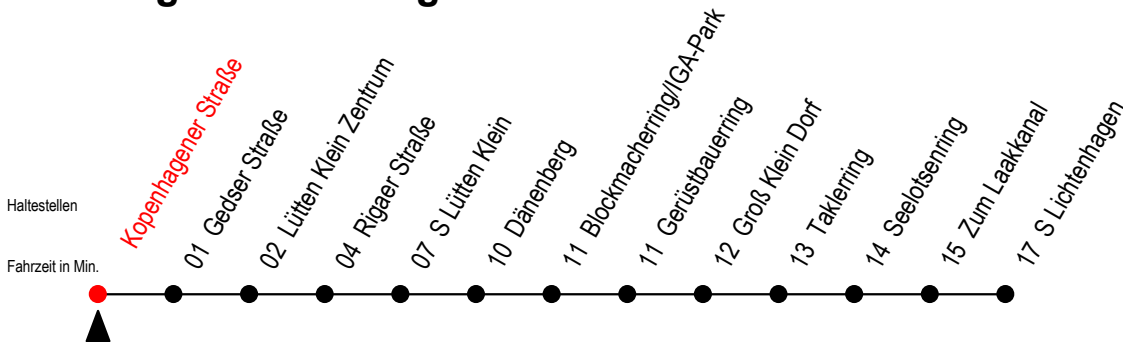 Kopenhagener Straße
01 Gedser Straße
02 Lütten Klein Zentrum
04 Rigaer Straße
07 S Lütten Klein
10 Dänenberg
11 Blockmacherring/IGA-Park
11 Gerüstbauerring
12 Groß Klein Dorf
13 Taklerring
14 Seelotsenring
15 Zum Laakkanal
17 S Lichtenhagen
Haltestellen
Fahrzeit in Min.